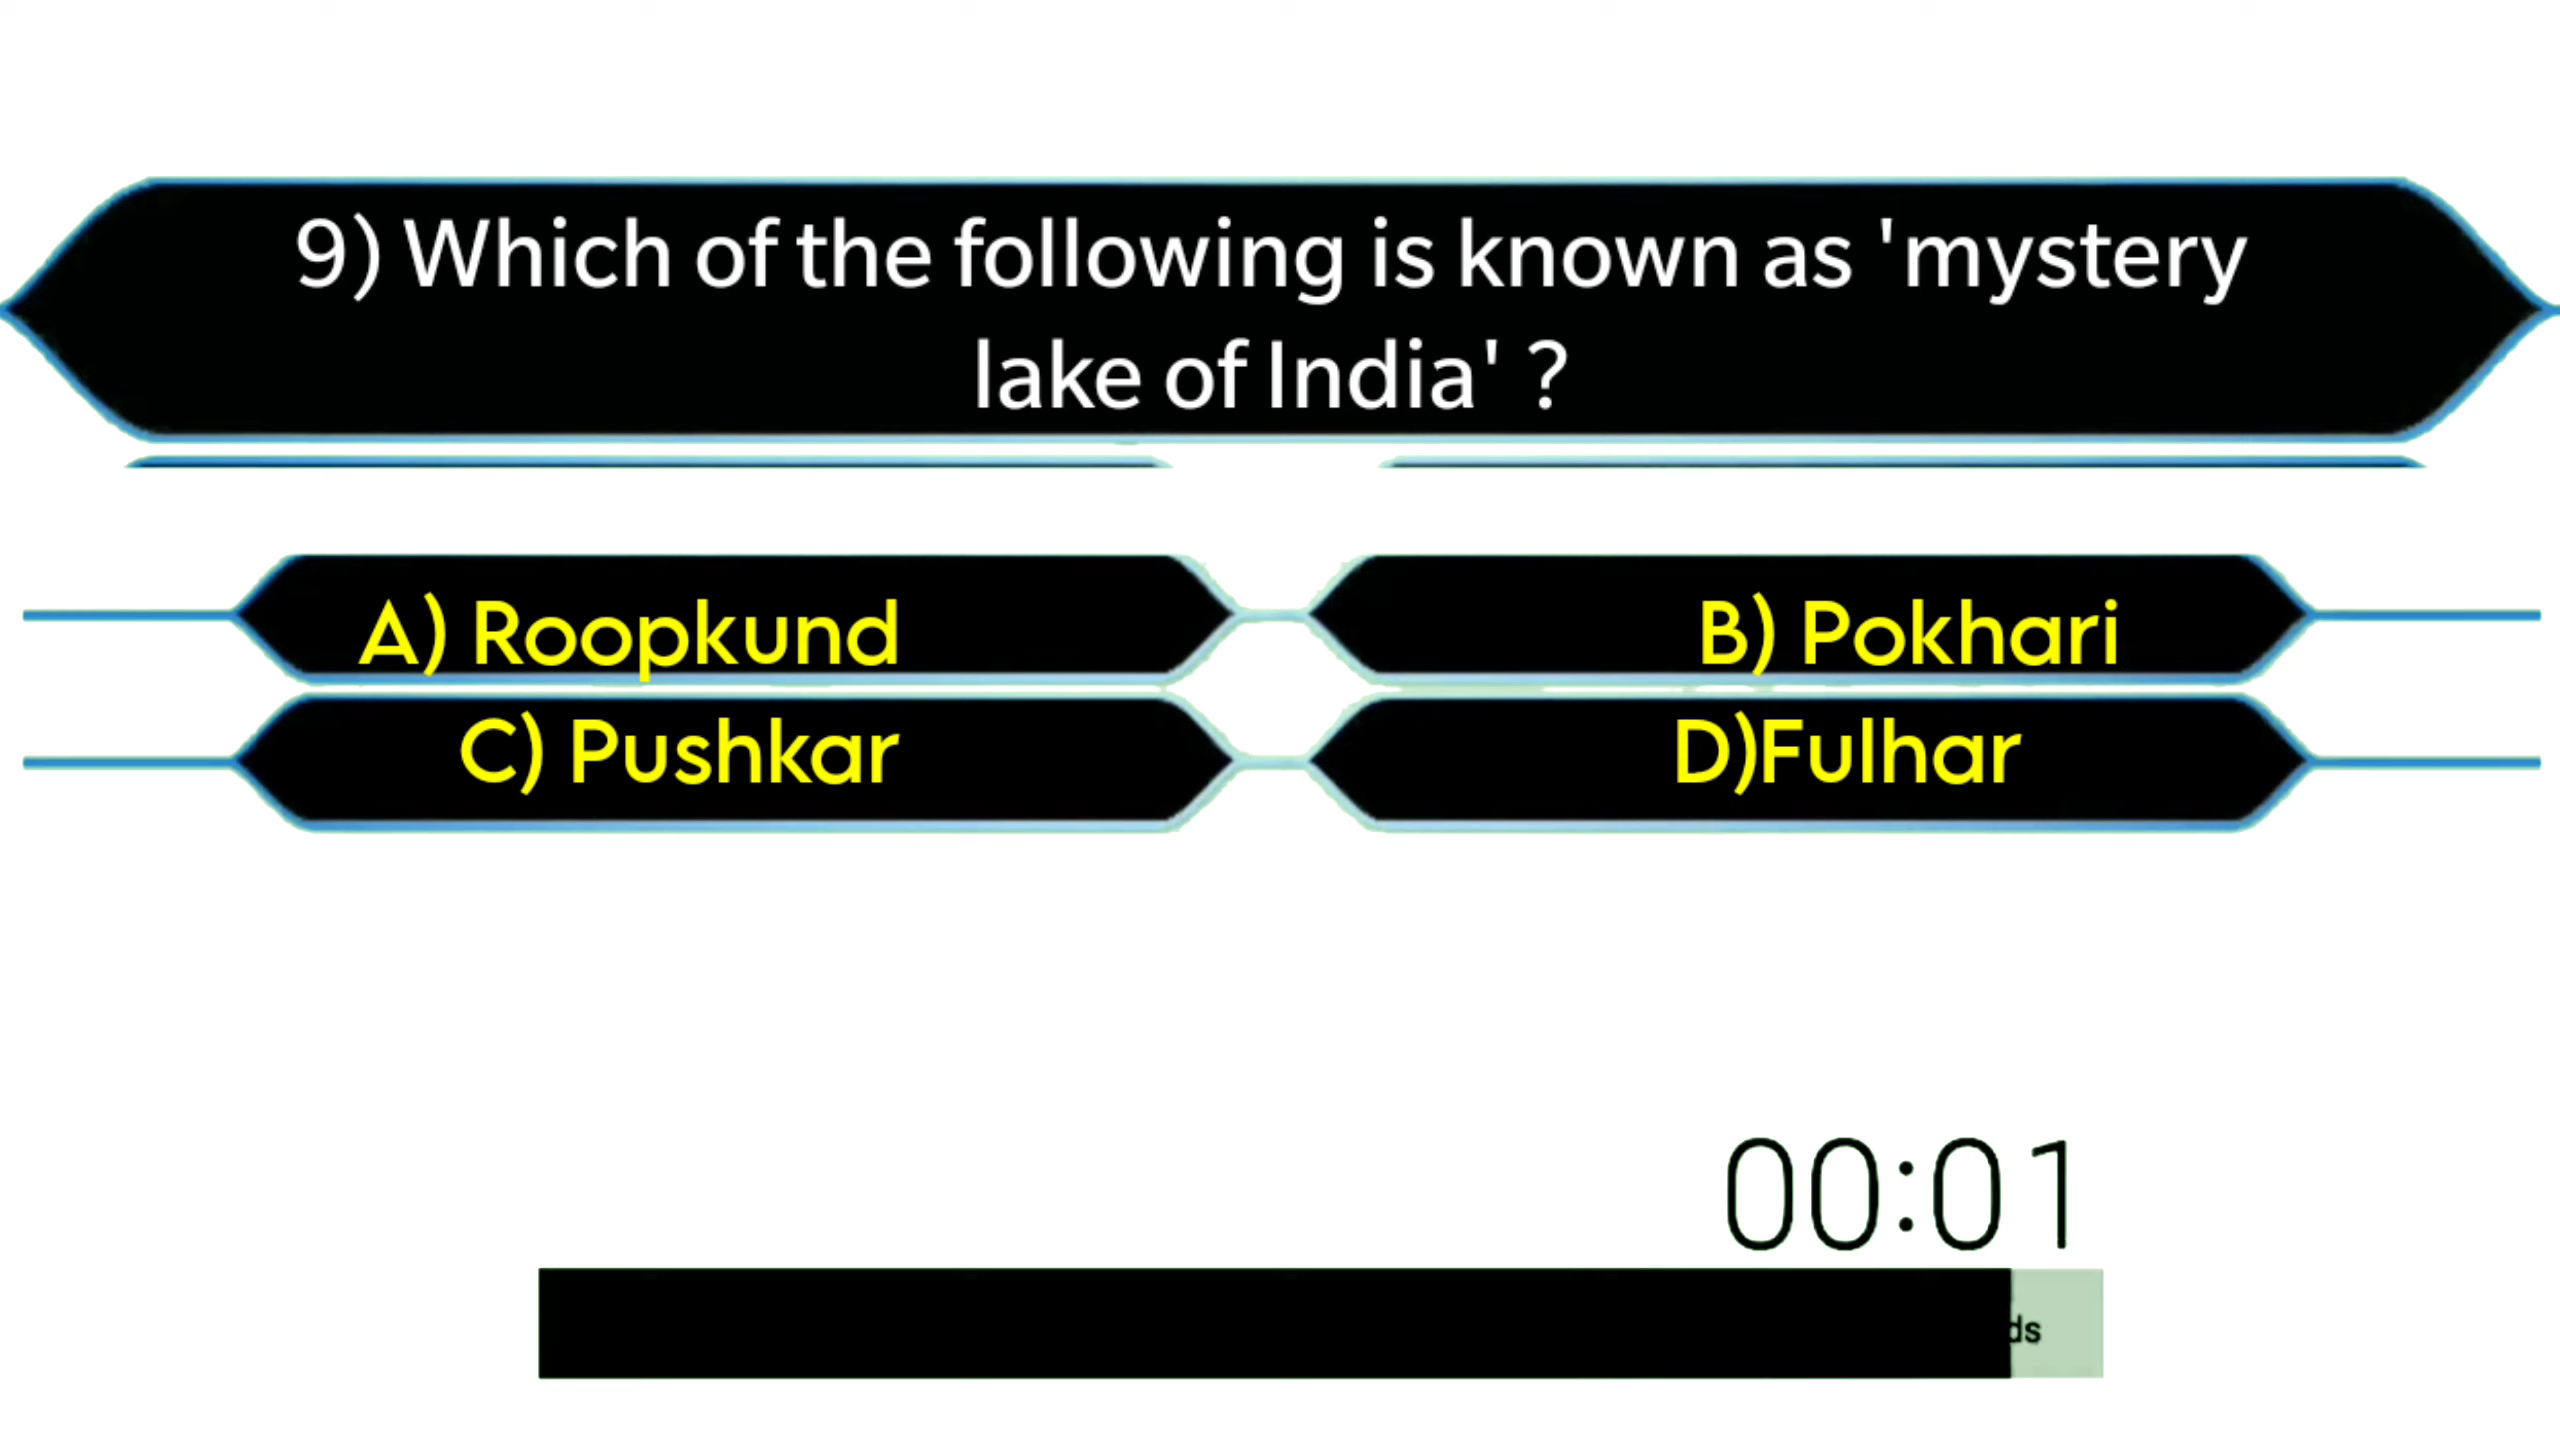 9) Which of the following is known as 'mystery
lake of India' ?
A) Roopkund
B) Pokhari
C) Pushkar
D)Fulhar
00:01
ds